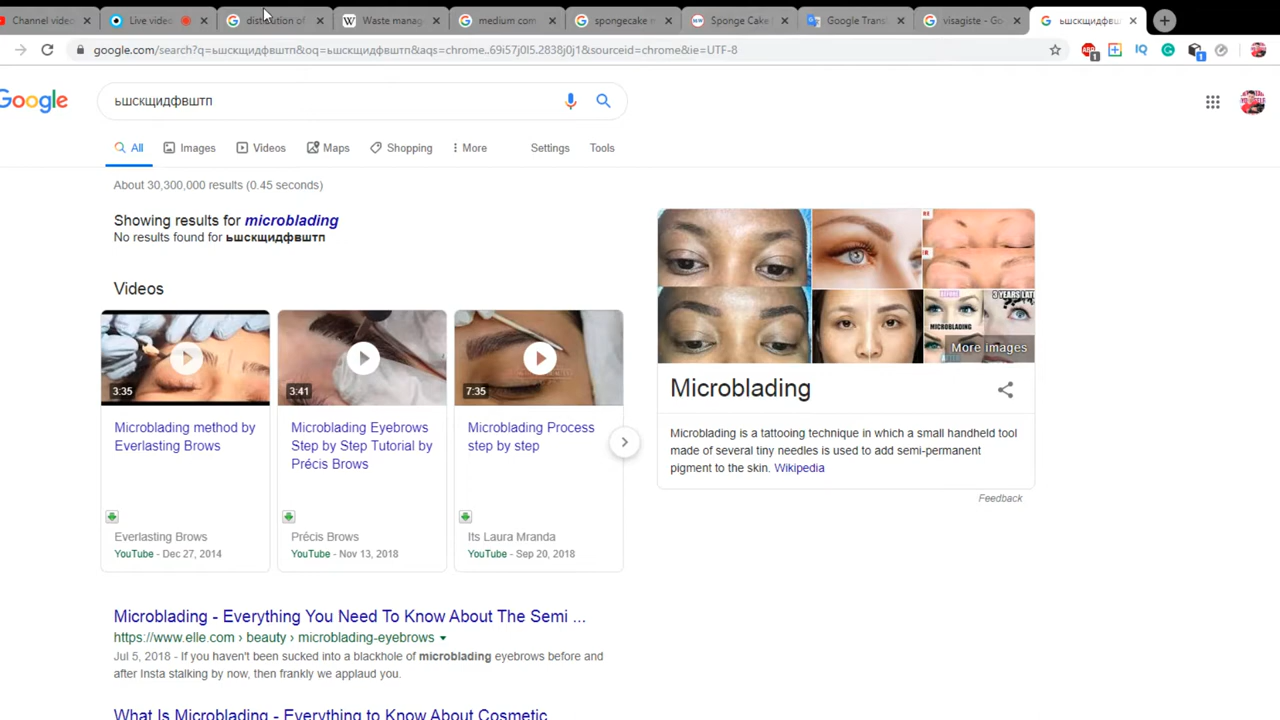 Channel video
Live video
distribution of
Waste manag
medium com
spongecake
Sponge Cake
Google Trans
visagiste - Go
ьшскщидфвш
google.com/search?q=ьшскщидфвштп&oq=ьшскщидфвштп&aqs=chrome..69i57j0l5.2838j0j1&sourceid=chrome&ie=UTF-8
Google
ьшскщидфвштп
All
Images
Videos
Maps
Shopping
More
Settings
Tools
About 30,300,000 results (0.45 seconds)
Showing results for microblading
No results found for ьшскщидфвштп
Videos
3:35
3:41
7:35
Microblading method by
Everlasting Brows
Everlasting Brows
YouTube - Dec 27, 2014
Microblading Eyebrows
Step by Step Tutorial by
Précis Brows
Précis Brows
YouTube - Nov 13, 2018
Microblading Process
step by step
Its Laura Mranda
YouTube - Sep 20, 2018
MICROBLADING
3 YEARS LAT
More images
Microblading
Microblading is a tattooing technique in which a small handheld tool
made of several tiny needles is used to add semi-permanent
pigment to the skin. Wikipedia
Feedback
Microblading - Everything You Need To Know About The Semi ...
https://www.elle.com › beauty › microblading-eyebrows
Jul 5, 2018 - If you haven't been sucked into a blackhole of microblading eyebrows before and
after Insta stalking by now, then frankly we applaud you.
What Is Microblading - Everything to Know About Cosmetic